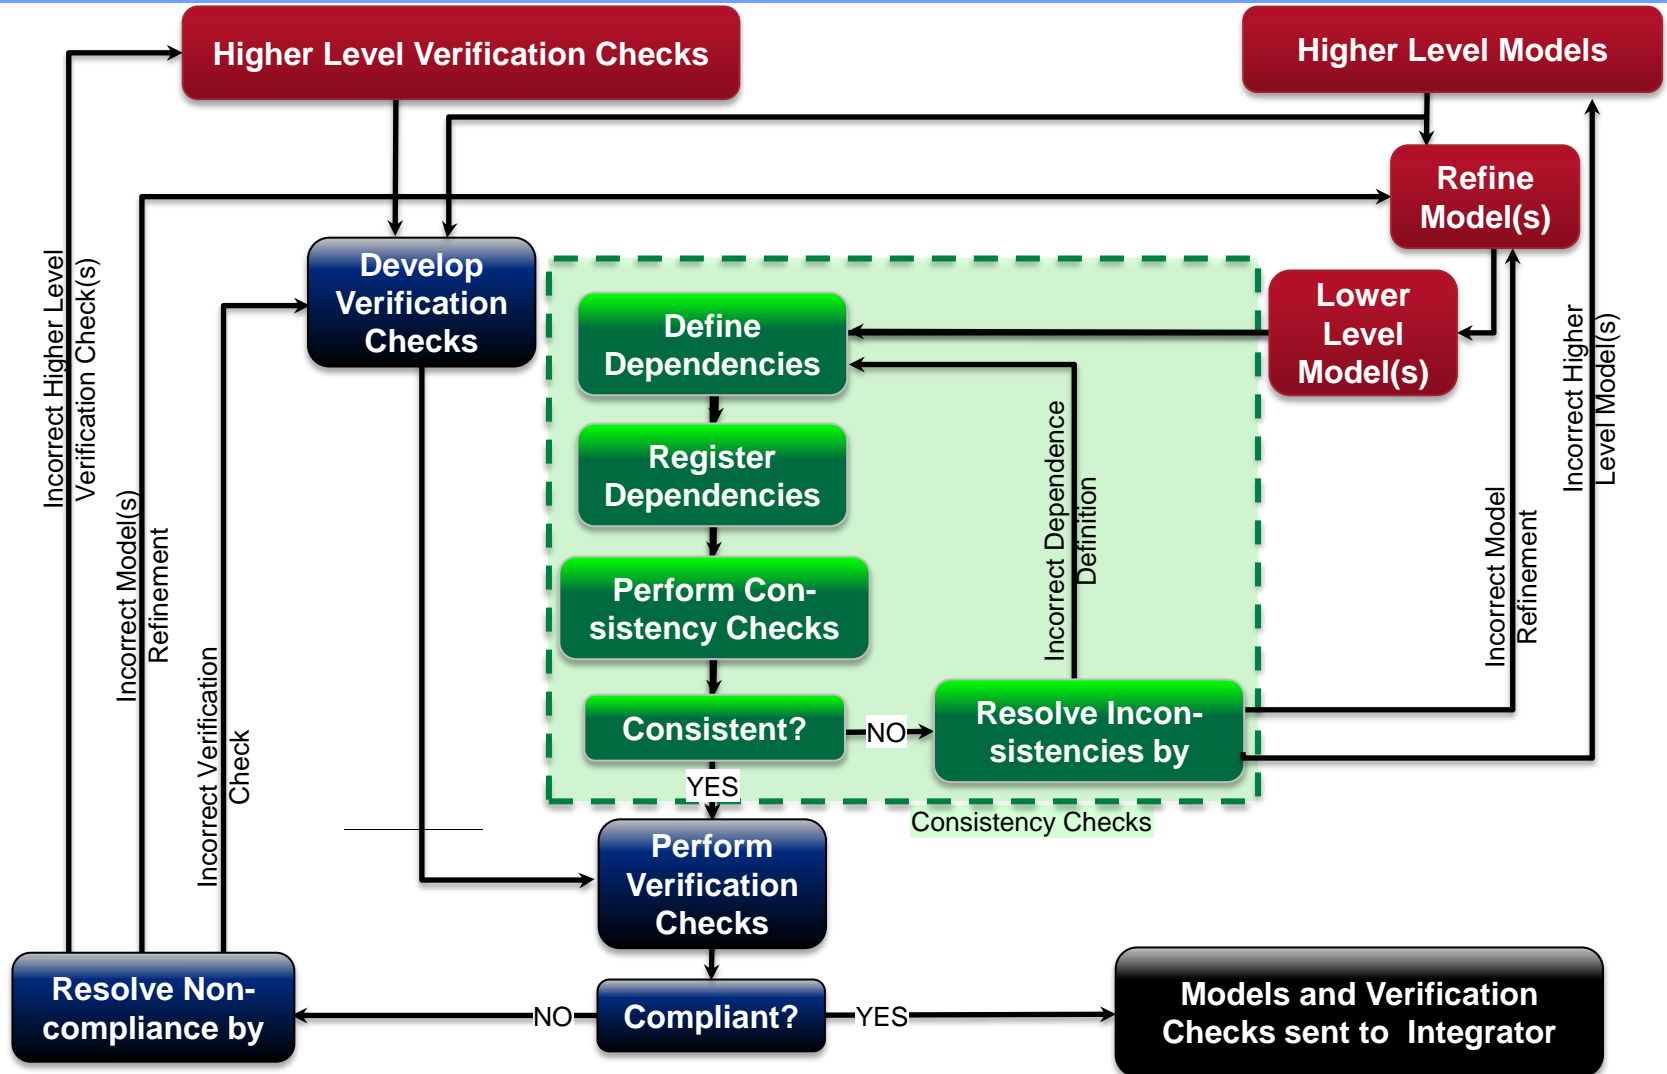 Higher Level Verification Checks
Higher Level Models
Refine
Model(s)
Develop
Verification
Checks
Define
Dependencies
Lower
Level
Model(s)
Register
Dependencies
Perform Con-
sistency Checks
Consistent?
NO
Resolve Incon-
sistencies by
YES
Consistency Checks
Incorrect Higher Level
Verification Check(s)
Incorrect Model(s)
Refinement
Incorrect Verification
Check
Incorrect Dependence
Definition
Incorrect Model
Refinement
Incorrect Higher
Level Model(s)
Perform
Verification
Checks
Resolve Non-
compliance by
NO
Compliant?
YES
Models and Verification
Checks sent to Integrator